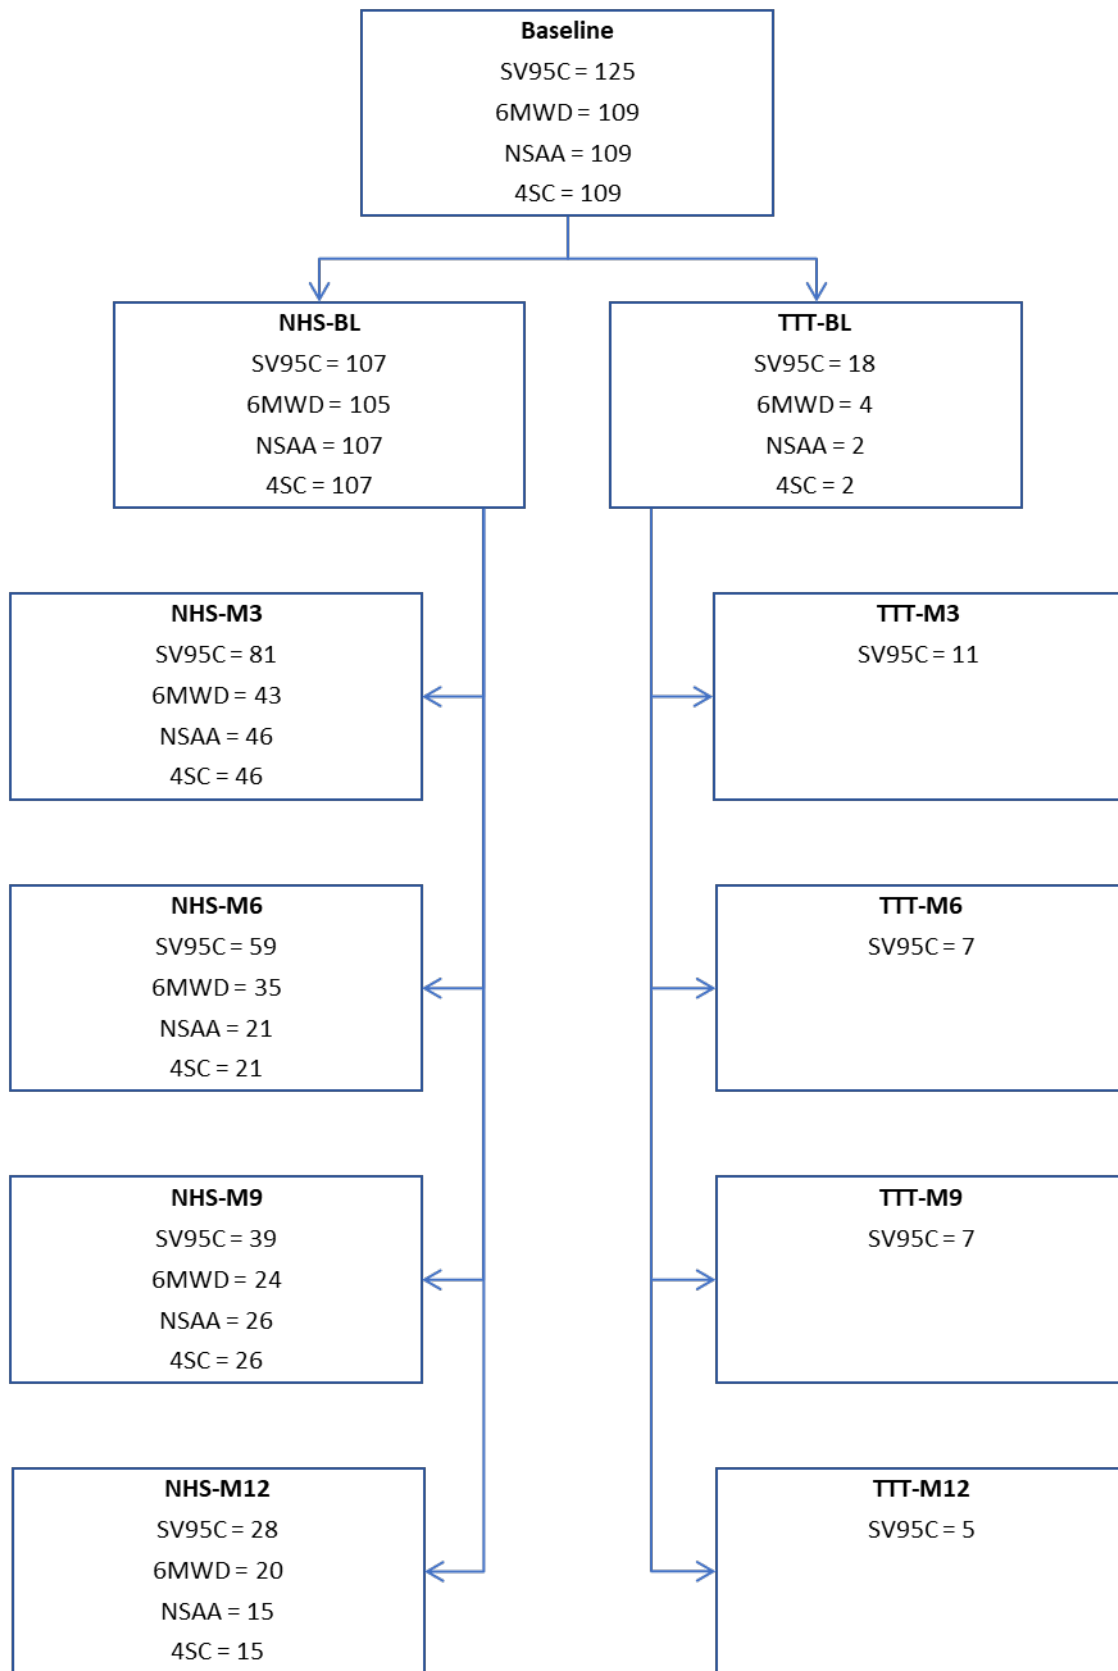 Baseline
SV95C = 125
6MWD = 109
NSAA = 109
4SC = 109
NHS-BL
SV95C = 107
6MWD = 105
NSAA = 107
4SC = 107
TTT-BL
SV95C = 18
6MWD = 4
NSAA = 2
4SC = 2
NHS-M3
SV95C = 81
6MWD = 43
NSAA = 46
4SC = 46
TTT-M3
SV95C = 11
NHS-M6
SV95C = 59
6MWD = 35
NSAA = 21
4SC = 21
TTT-M6
SV95C = 7
NHS-M9
SV95C = 39
6MWD = 24
NSAA = 26
4SC = 26
TTT-M9
SV95C = 7
NHS-M12
SV95C = 28
6MWD = 20
NSAA = 15
4SC = 15
TTT-M12
SV95C = 5